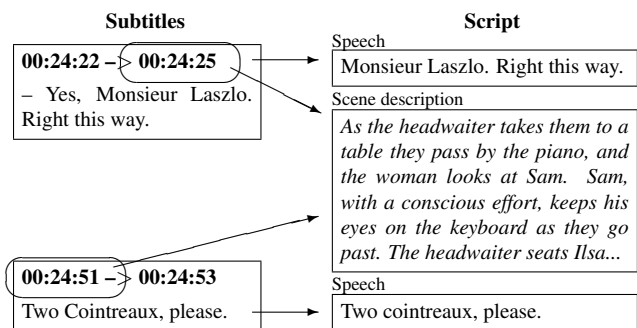 Subtitles
00:24:22 –> 00:24:25
– Yes, Monsieur Laszlo.
Right this way.
00:24:51 –> 00:24:53
Two Cointreaux, please.
Script
Speech
Monsieur Laszlo. Right this way.
Scene description
As the headwaiter takes them to a
table they pass by the piano, and
the woman looks at Sam. Sam,
with a conscious effort, keeps his
eyes on the keyboard as they go
past. The headwaiter seats Ilsa...
Speech
Two cointreaux, please.